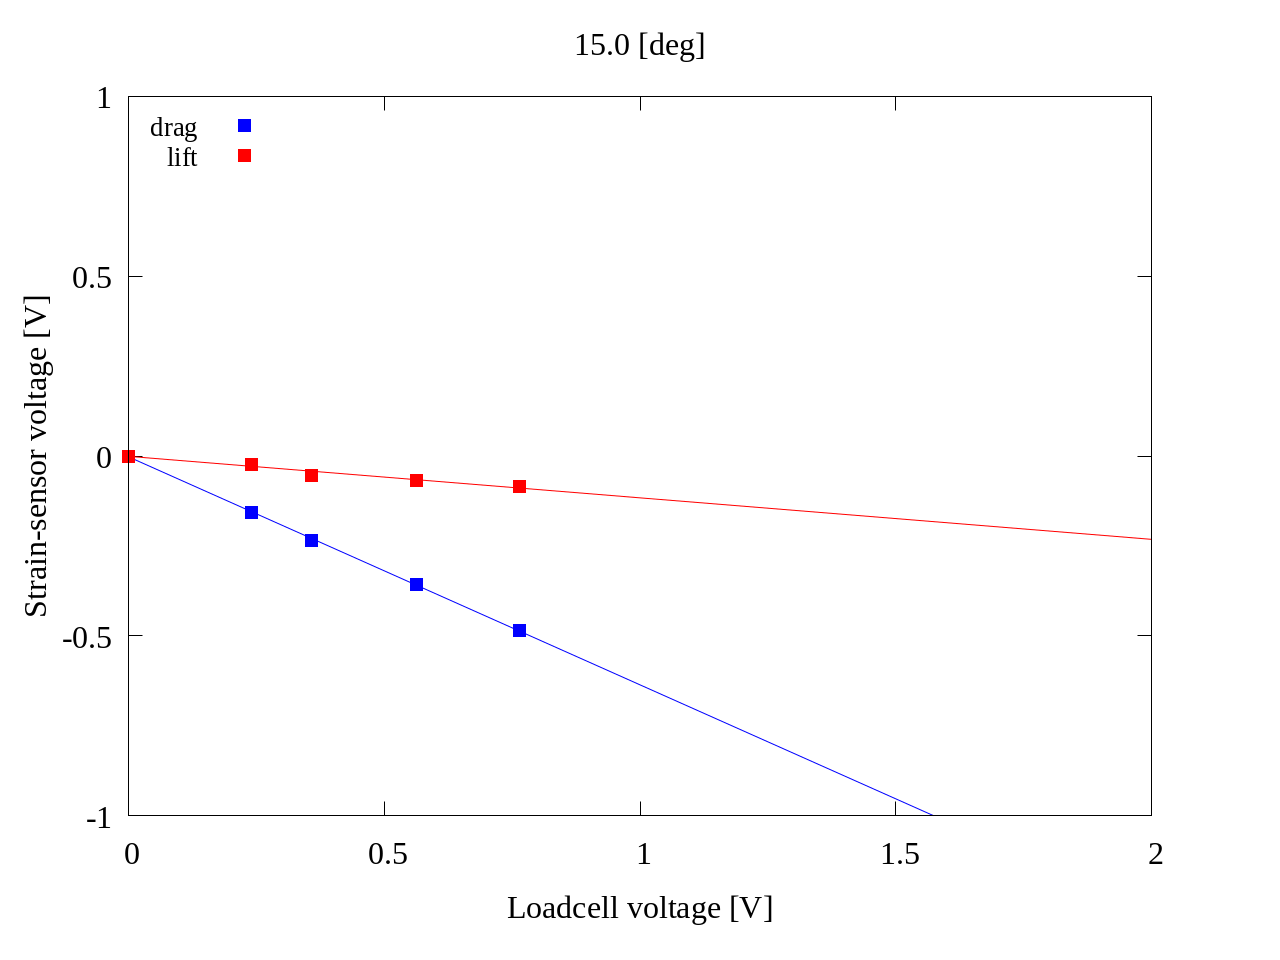 15.0 [deg]
drag
lift
1
0.5
0
-0.5
-1
Strain-sensor voltage [V]
0 0.5 1 1.5 2
Loadcell voltage [V]